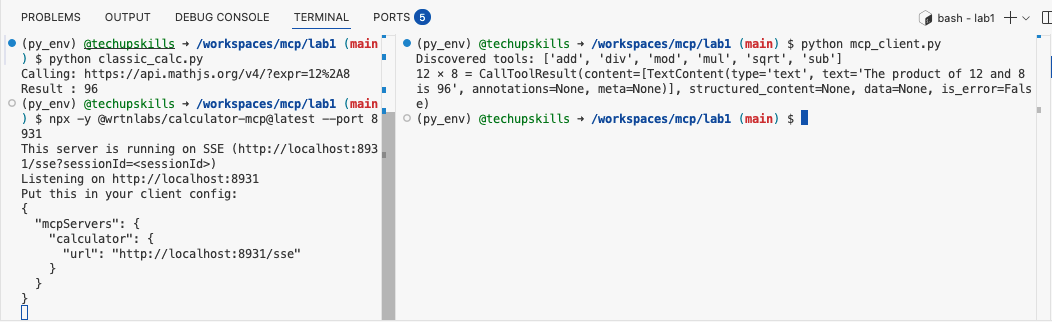 PROBLEMS OUTPUT DEBUG CONSOLE TERMINAL PORTS 5 bash - lab1
(py_env) @techupskills → /workspaces/mcp/lab1 (main
) $ python classic_calc.py
Calling: https://api.mathjs.org/v4/?expr=12%2A8
Result : 96
(py_env) @techupskills → /workspaces/mcp/lab1 (main
) $ npx -y @wrtnlabs/calculator-mcp@latest --port 8
931
This server is running on SSE (http://localhost:893
1/sse?sessionId=<sessionId>)
Listening on http://localhost:8931
Put this in your client config:
{
  "mcpServers": {
    "calculator": {
      "url": "http://localhost:8931/sse"
    }
  }
}
(py_env) @techupskills → /workspaces/mcp/lab1 (main) $ python mcp_client.py
Discovered tools: ['add', 'div', 'mod', 'mul', 'sqrt', 'sub']
12 × 8 = CallToolResult(content=[TextContent(type='text', text='The product of 12 and 8
is 96', annotations=None, meta=None)], structured_content=None, data=None, is_error=Fals
e)
(py_env) @techupskills → /workspaces/mcp/lab1 (main) $